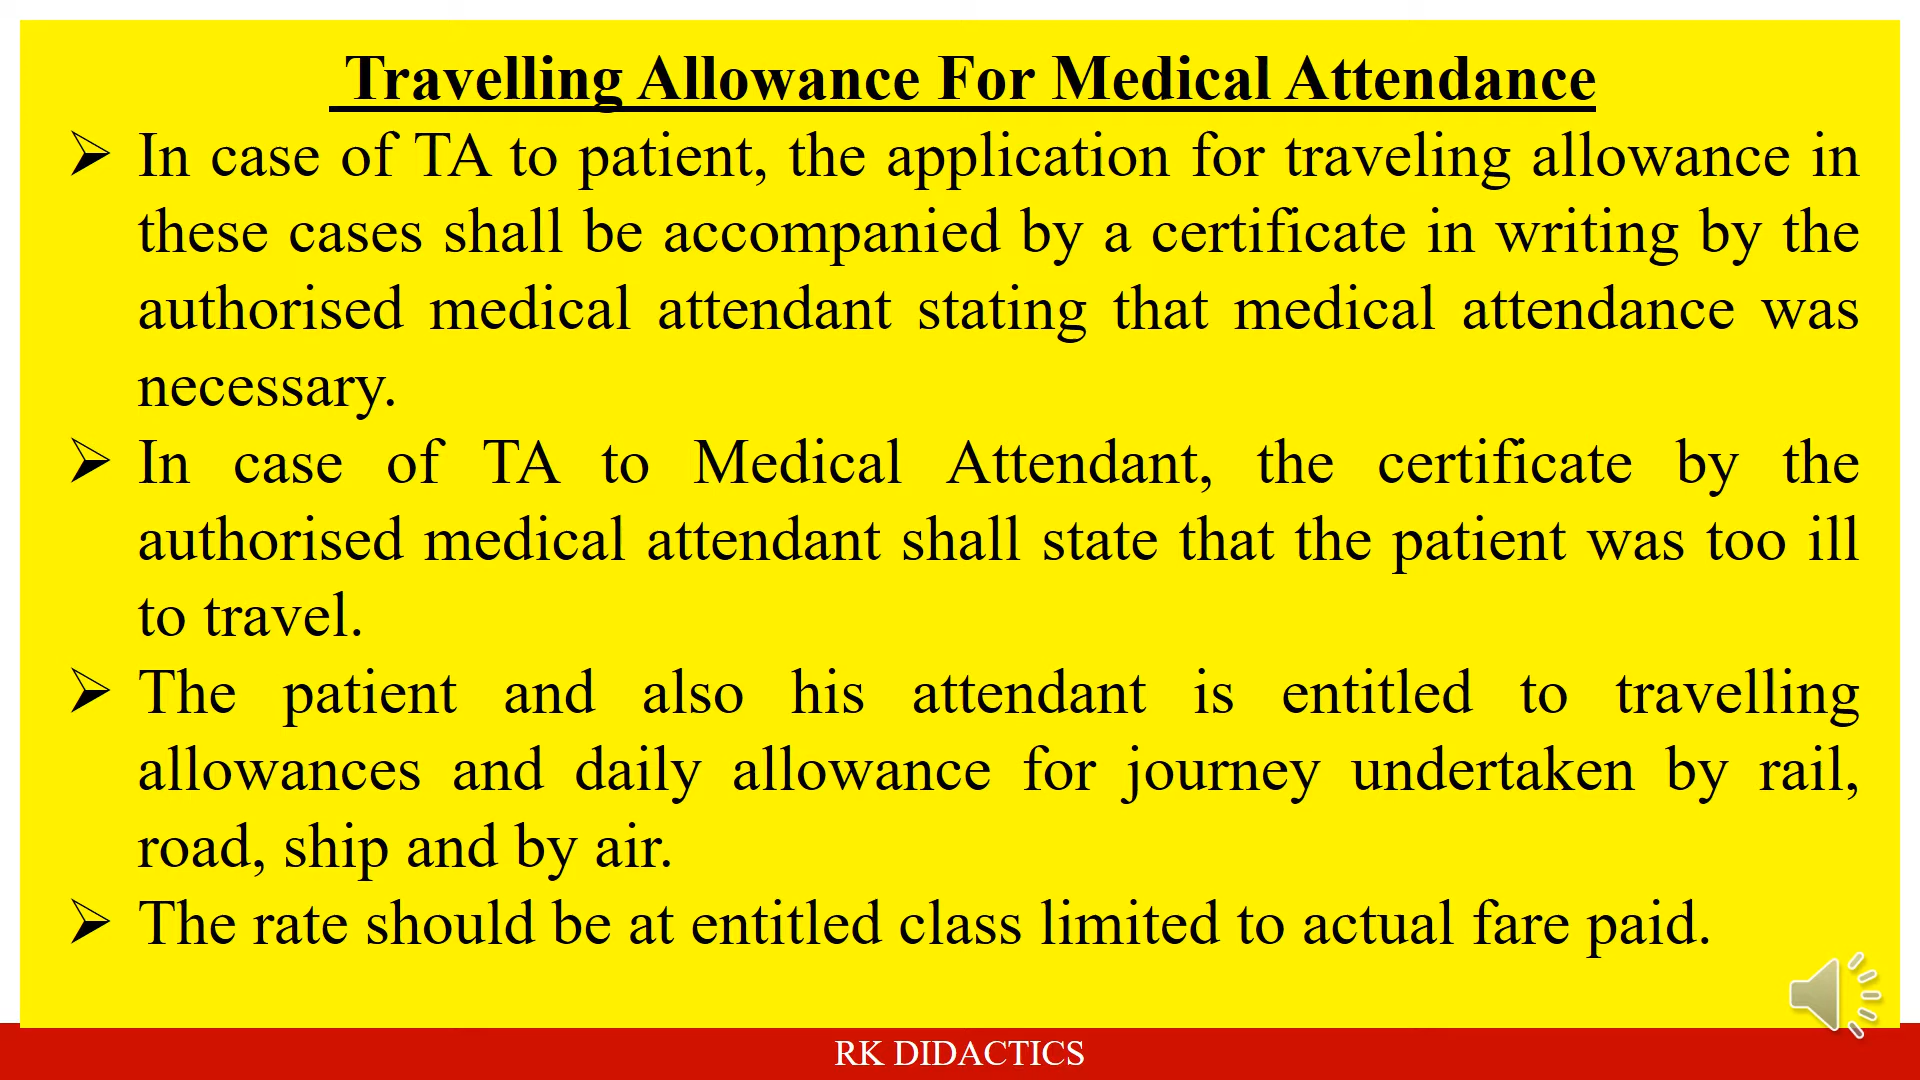 Travelling Allowance For Medical Attendance
➢ In case of TA to patient, the application for traveling allowance in
these cases shall be accompanied by a certificate in writing by the
authorised medical attendant stating that medical attendance was
necessary.
➢ In case of TA to Medical Attendant, the certificate by the
authorised medical attendant shall state that the patient was too ill
to travel.
➢ The patient and also his attendant is entitled to travelling
allowances and daily allowance for journey undertaken by rail,
road, ship and by air.
➢ The rate should be at entitled class limited to actual fare paid.
RK DIDACTICS